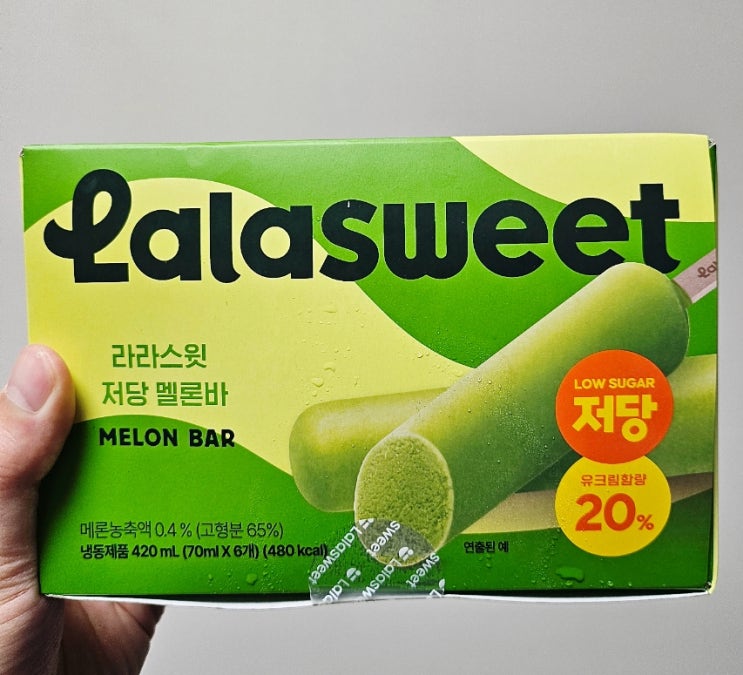 Lalasweet
라라스윗
저당 멜론바
MELON BAR
LOW SUGAR
저당
유크림함량
20%
메론농축액 0.4 % (고형분 65%)
냉동제품 420 mL (70ml X 6개) (480 kcal)
연출된 예
sweet
Lalasweet